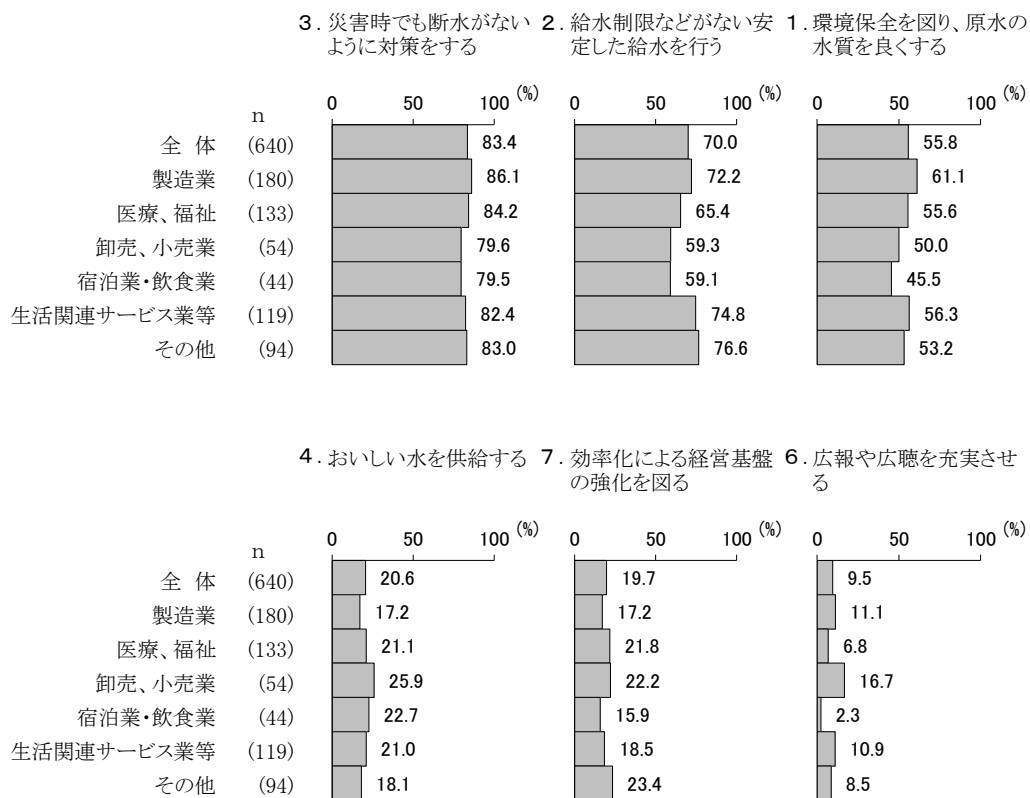 3. 災害時でも断水がない
ように対策をする
2. 給水制限などがない安
定した給水を行う
1. 環境保全を図り、原水の
水質を良くする
0 50 100 (%)
0 50 100 (%)
0 50 100 (%)
n
全 体 (640) 83.4 70.0 55.8
製造業 (180) 86.1 72.2 61.1
医療、福祉 (133) 84.2 65.4 55.6
卸売、小売業 (54) 79.6 59.3 50.0
宿泊業・飲食業 (44) 79.5 59.1 45.5
生活関連サービス業等 (119) 82.4 74.8 56.3
その他 (94) 83.0 76.6 53.2
4. おいしい水を供給する
7. 効率化による経営基盤
の強化を図る
6. 広報や広聴を充実させ
る
0 50 100 (%)
0 50 100 (%)
0 50 100 (%)
n
全 体 (640) 20.6 19.7 9.5
製造業 (180) 17.2 17.2 11.1
医療、福祉 (133) 21.1 21.8 6.8
卸売、小売業 (54) 25.9 22.2 16.7
宿泊業・飲食業 (44) 22.7 15.9 2.3
生活関連サービス業等 (119) 21.0 18.5 10.9
その他 (94) 18.1 23.4 8.5